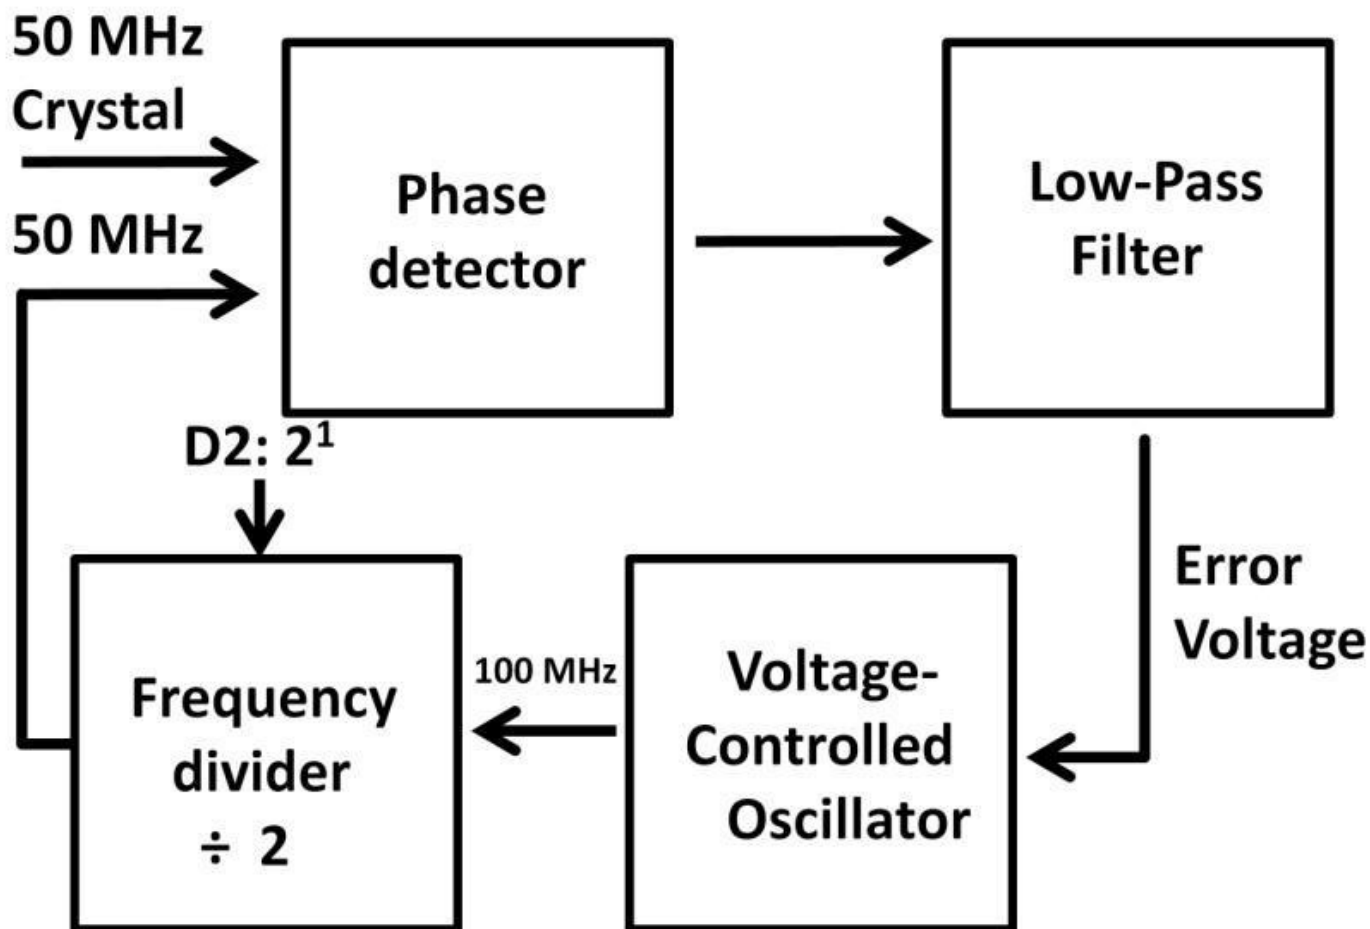 50 MHz
Crystal
50 MHz
Phase
detector
Low-Pass
Filter
D2: 2¹
Error
Voltage
100 MHz
Frequency
divider
÷ 2
Voltage-
Controlled
Oscillator